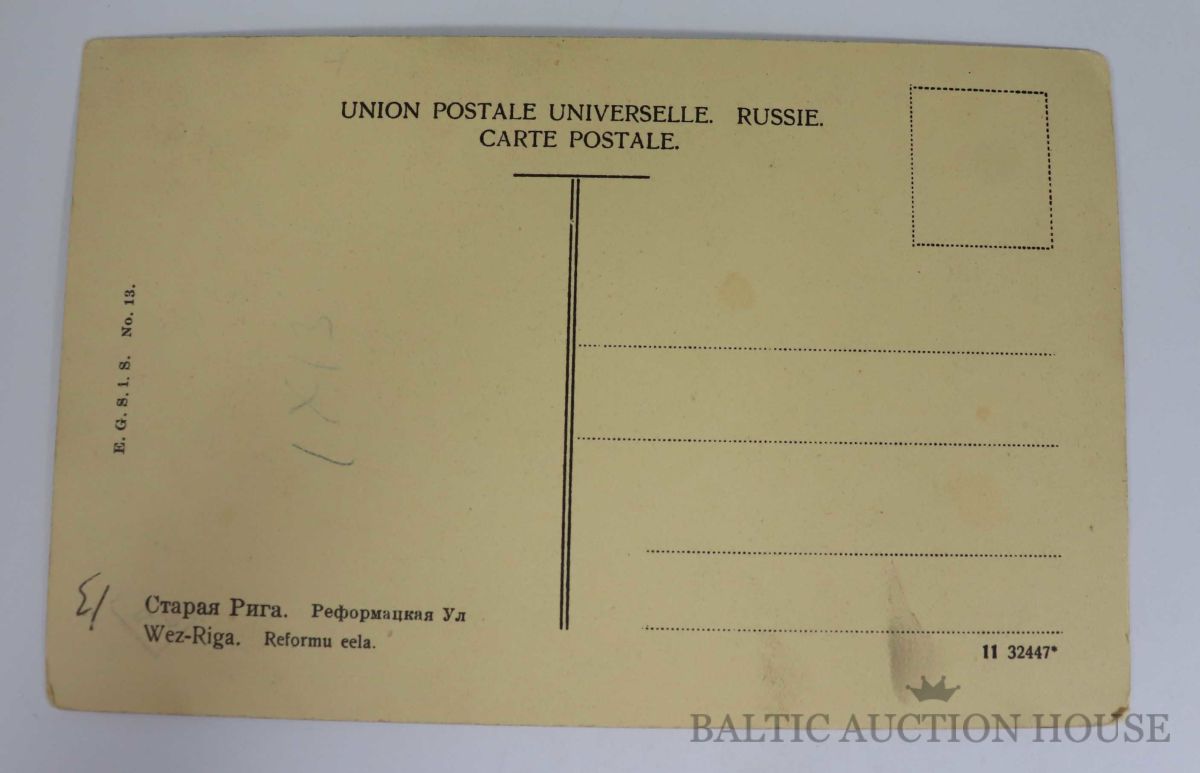 UNION POSTALE UNIVERSELLE. RUSSIE.
CARTE POSTALE.
E. G. S. i. S. No. 13.
Старая Рига. Реформацкая Ул
Wez-Riga. Reformu eela.
11 32447*
BALTIC AUCTION HOUSE